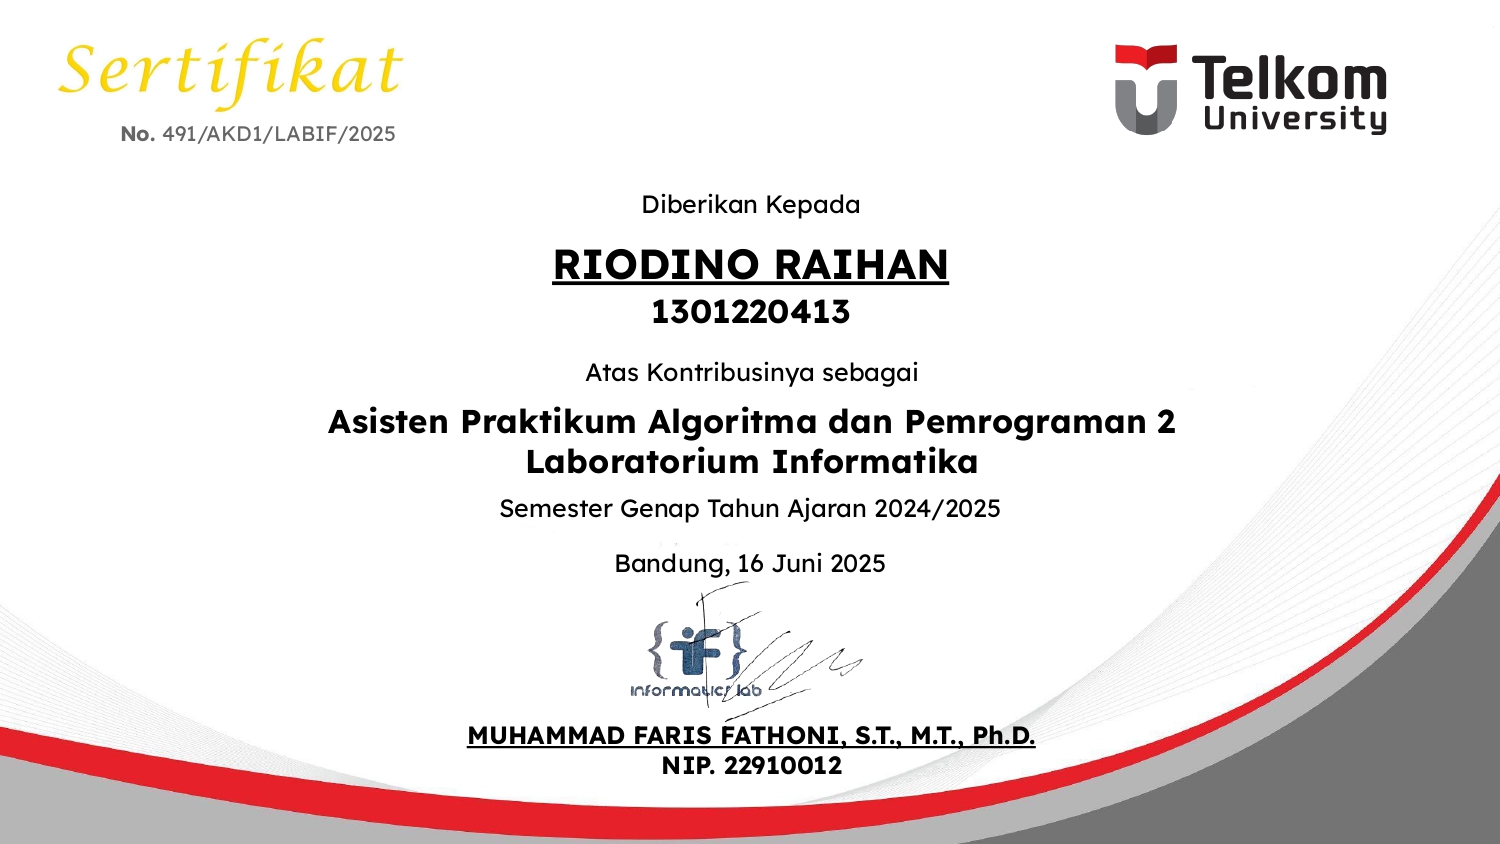 Sertifikat
No. 491/AKD1/LABIF/2025
Telkom
University
Diberikan Kepada
RIODINO RAIHAN
1301220413
Atas Kontribusinya sebagai
Asisten Praktikum Algoritma dan Pemrograman 2
Laboratorium Informatika
Semester Genap Tahun Ajaran 2024/2025
Bandung, 16 Juni 2025
{iF}
informatics lab
MUHAMMAD FARIS FATHONI, S.T., M.T., Ph.D.
NIP. 22910012